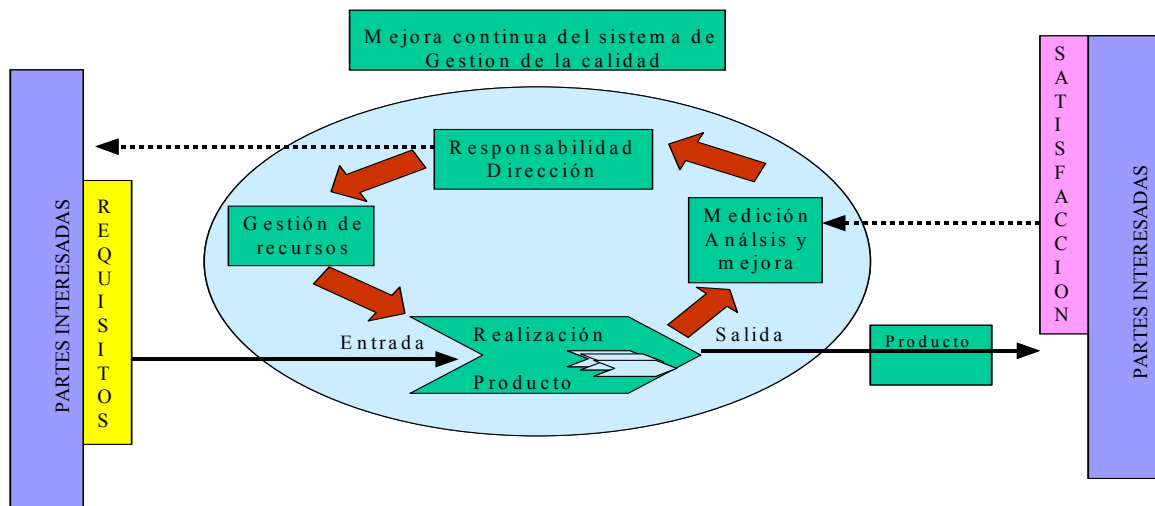 Mejora continua del sistema de
Gestion de la calidad
PARTES INTERESADAS
REQUISITOS
Responsabilidad
Dirección
Gestión de
recursos
Medición
Análsis y
mejora
Entrada
Realización
Producto
Salida
Producto
SATISFACCION
PARTES INTERESADAS